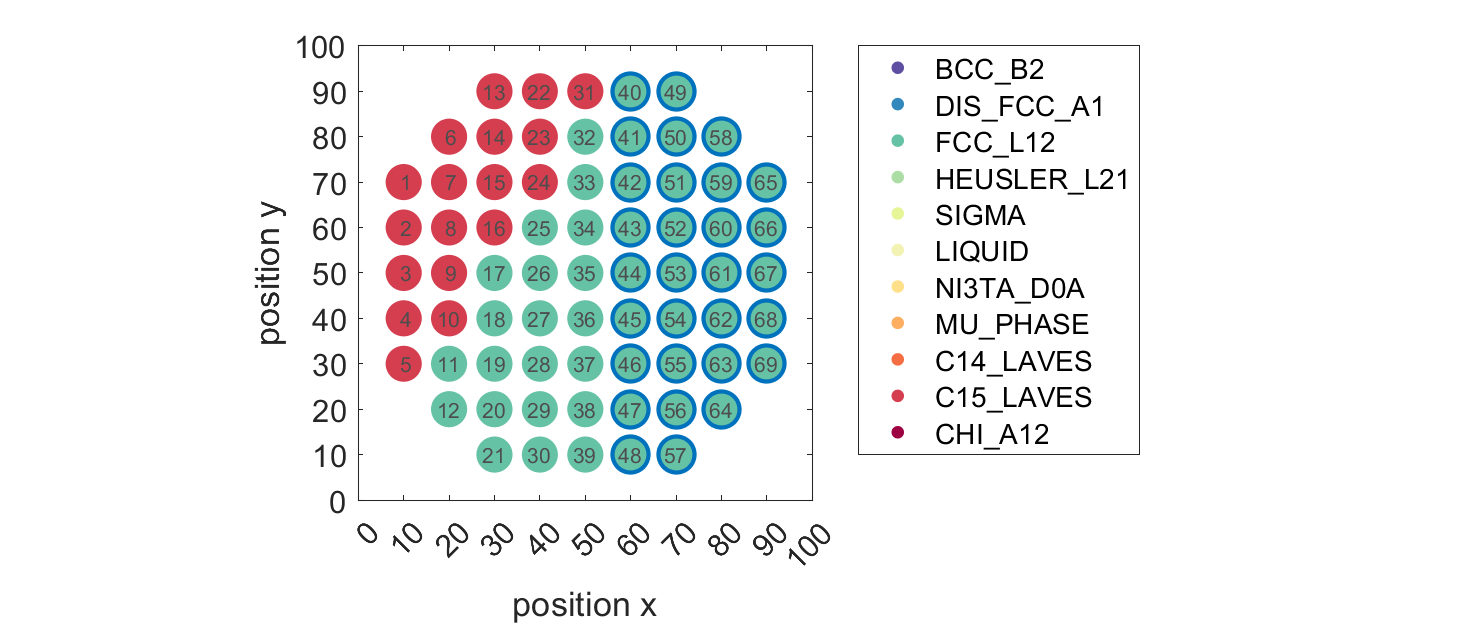 100
90
80
70
60
50
40
30
20
10
0
position y
13 22 31 40 49
6 14 23 32 41 50 58
1 7 15 24 33 42 51 59 65
2 8 16 25 34 43 52 60 66
3 9 17 26 35 44 53 61 67
4 10 18 27 36 45 54 62 68
5 11 19 28 37 46 55 63 69
12 20 29 38 47 56 64
21 30 39 48 57
0 10 20 30 40 50 60 70 80 90 100
position x
BCC_B2
DIS_FCC_A1
FCC_L12
HEUSLER_L21
SIGMA
LIQUID
NI3TA_D0A
MU_PHASE
C14_LAVES
C15_LAVES
CHI_A12